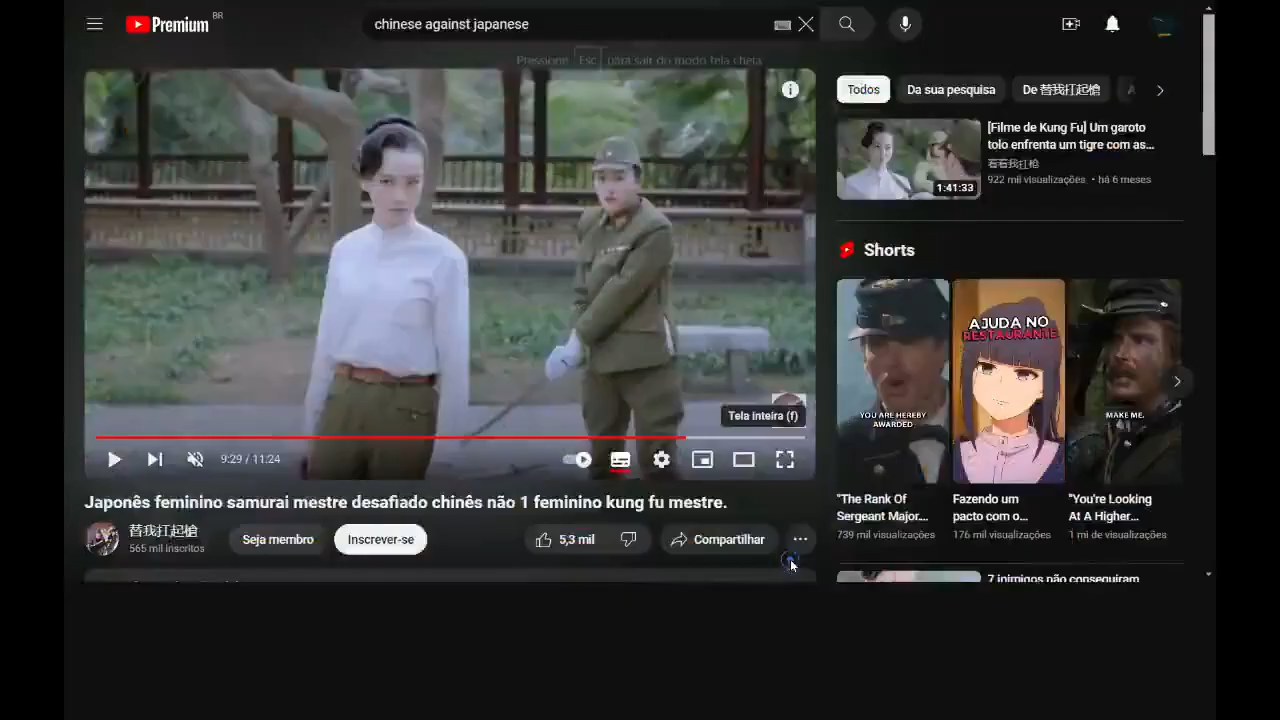 Premium BR
chinese against japanese
Pressione Esc para sair do modo tela cheia
Todos
Da sua pesquisa
De 替我扛起槍
A
[Filme de Kung Fu] Um garoto
tolo enfrenta um tigre com as...
922 mil visualizações • há 6 meses
1:41:33
Shorts
AJUDA NO
RESTAURANTE
YOU ARE HEREBY
AWARDED
MAKE ME.
Tela inteira (f)
9:29 / 11:24
Japonês feminino samurai mestre desafiado chinês não 1 feminino kung fu mestre.
替我扛起槍
565 mil inscritos
Seja membro
Inscrever-se
5,3 mil
Compartilhar
"The Rank Of
Sergeant Major....
739 mil visualizações
Fazendo um
pacto com o...
176 mil visualizações
"You're Looking
At A Higher...
1 mi de visualizações
7 inimigos não conseguiram